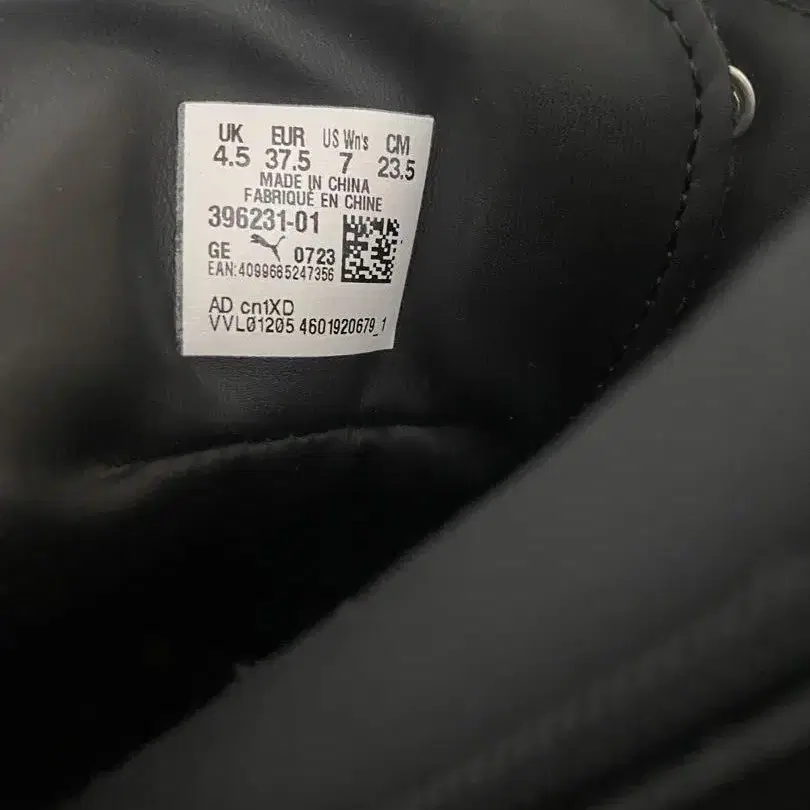 UK EUR US Wn's CM
4.5 37.5 7 23.5
MADE IN CHINA
FABRIQUÉ EN CHINE
396231-01
GE 0723
EAN:4099685247356
AD cn1XD
VVL01205 4601920679_1